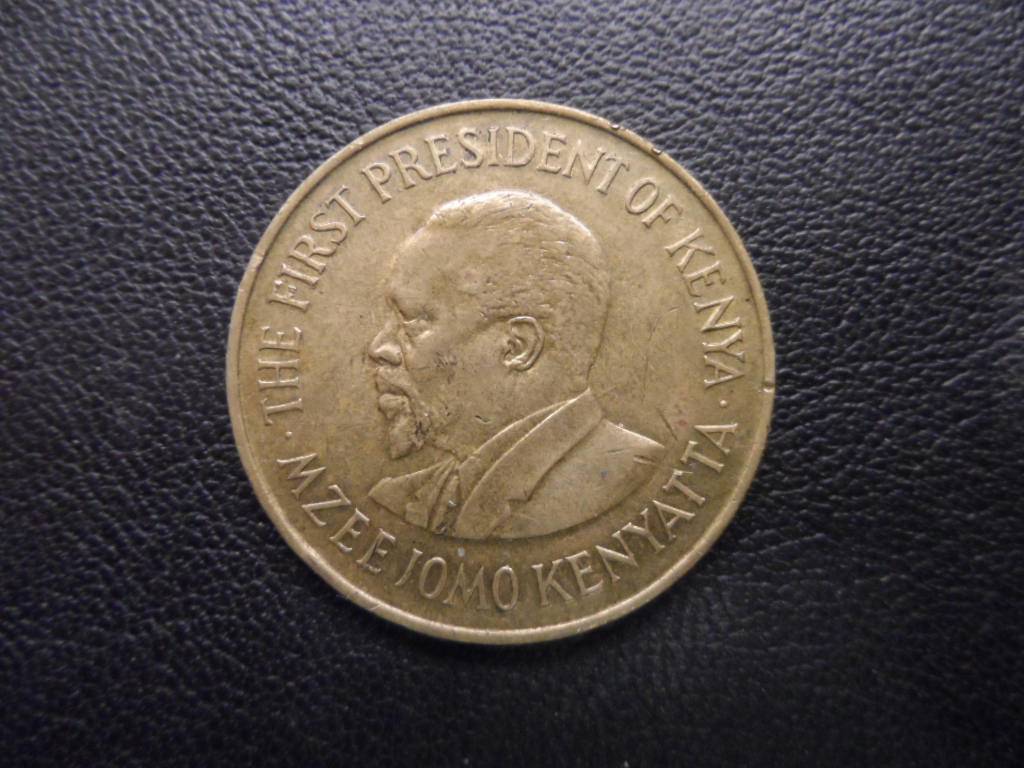 · THE FIRST PRESIDENT OF KENYA ·
MZEE JOMO KENYATTA